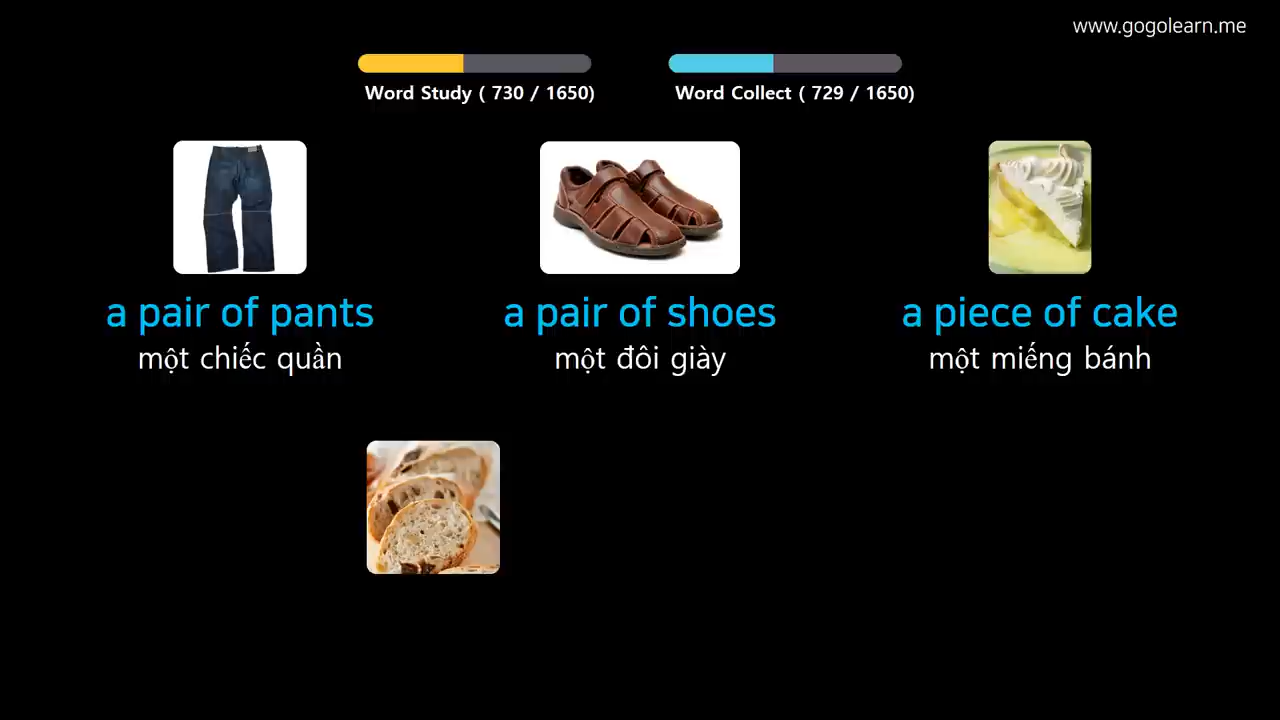 www.gogolearn.me
Word Study ( 730 / 1650)
Word Collect ( 729 / 1650)
a pair of pants
một chiếc quần
a pair of shoes
một đôi giày
a piece of cake
một miếng bánh